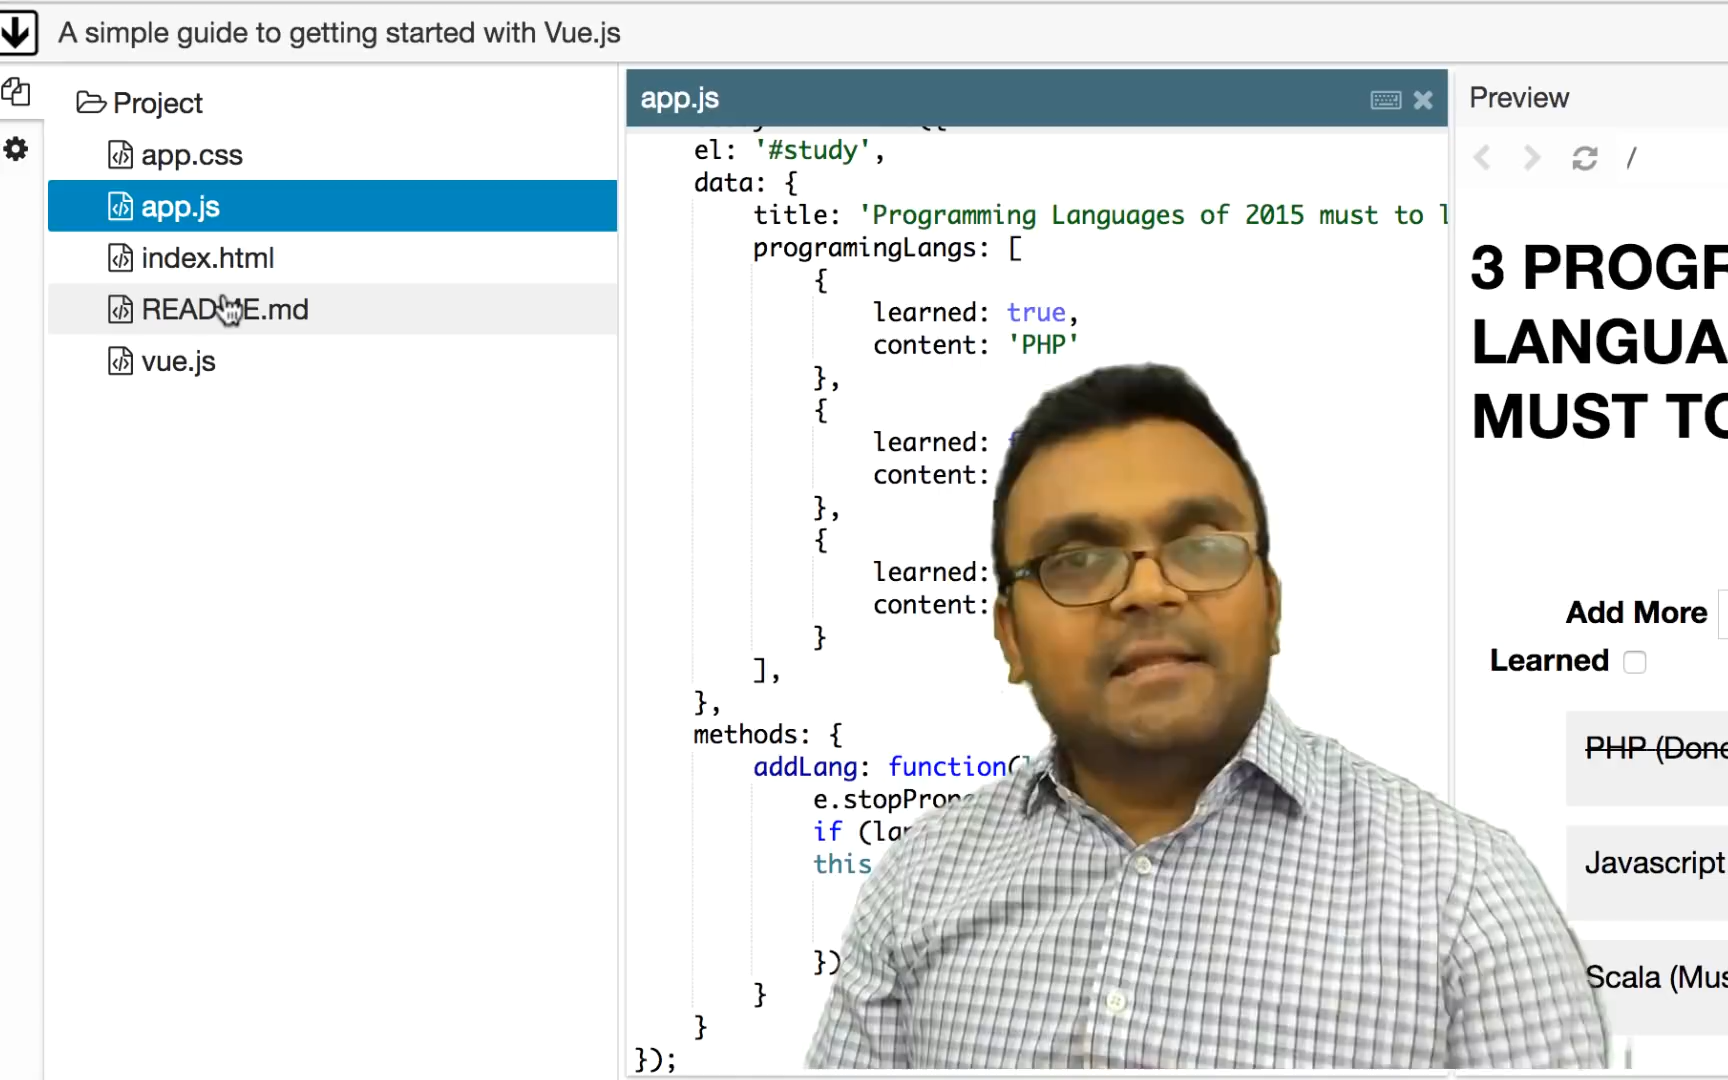 A simple guide to getting started with Vue.js
Project
app.css
app.js
index.html
README.md
vue.js
app.js
el: '#study',
data: {
title: 'Programming Languages of 2015 must to l
programingLangs: [
{
learned: true,
content: 'PHP'
},
{
learned:
content:
},
{
learned:
content:
}
],
},
methods: {
addLang: function(
e.stopProp
if (lan
this
})
}
}
});
Preview
/
3 PROGR
LANGUA
MUST TO
Add More
Learned
PHP (Done
Javascript
Scala (Mus